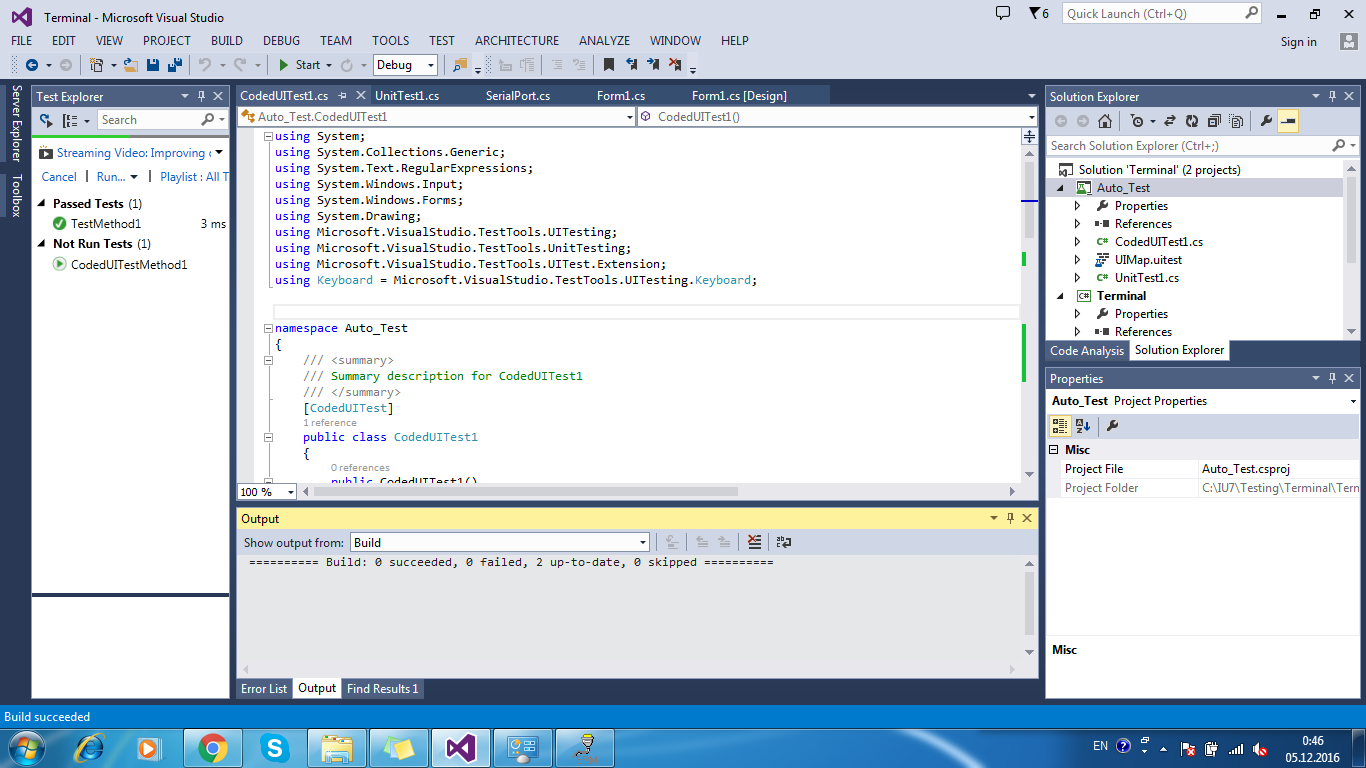 Terminal - Microsoft Visual Studio
6
Quick Launch (Ctrl+Q)
FILE EDIT VIEW PROJECT BUILD DEBUG TEAM TOOLS TEST ARCHITECTURE ANALYZE WINDOW HELP
Sign in
Start
Debug
Server Explorer
Toolbox
Test Explorer
Search
Streaming Video: Improving
Cancel | Run... | Playlist : All T
Passed Tests (1)
TestMethod1 3 ms
Not Run Tests (1)
CodedUITestMethod1
CodedUITest1.cs UnitTest1.cs SerialPort.cs Form1.cs Form1.cs [Design]
Auto_Test.CodedUITest1 CodedUITest1()
using System;
using System.Collections.Generic;
using System.Text.RegularExpressions;
using System.Windows.Input;
using System.Windows.Forms;
using System.Drawing;
using Microsoft.VisualStudio.TestTools.UITesting;
using Microsoft.VisualStudio.TestTools.UnitTesting;
using Microsoft.VisualStudio.TestTools.UITest.Extension;
using Keyboard = Microsoft.VisualStudio.TestTools.UITesting.Keyboard;
namespace Auto_Test
{
/// <summary>
/// Summary description for CodedUITest1
/// </summary>
[CodedUITest]
1 reference
public class CodedUITest1
{
0 references
public CodedUITest1()
100 %
Output
Show output from: Build
========== Build: 0 succeeded, 0 failed, 2 up-to-date, 0 skipped ==========
Error List Output Find Results 1
Solution Explorer
Search Solution Explorer (Ctrl+;)
Solution 'Terminal' (2 projects)
Auto_Test
Properties
References
C# CodedUITest1.cs
UIMap.uitest
C# UnitTest1.cs
C# Terminal
Properties
References
Code Analysis Solution Explorer
Properties
Auto_Test Project Properties
Misc
Project File Auto_Test.csproj
Project Folder C:\IU7\Testing\Terminal\Tern
Misc
Build succeeded
EN
0:46
05.12.2016